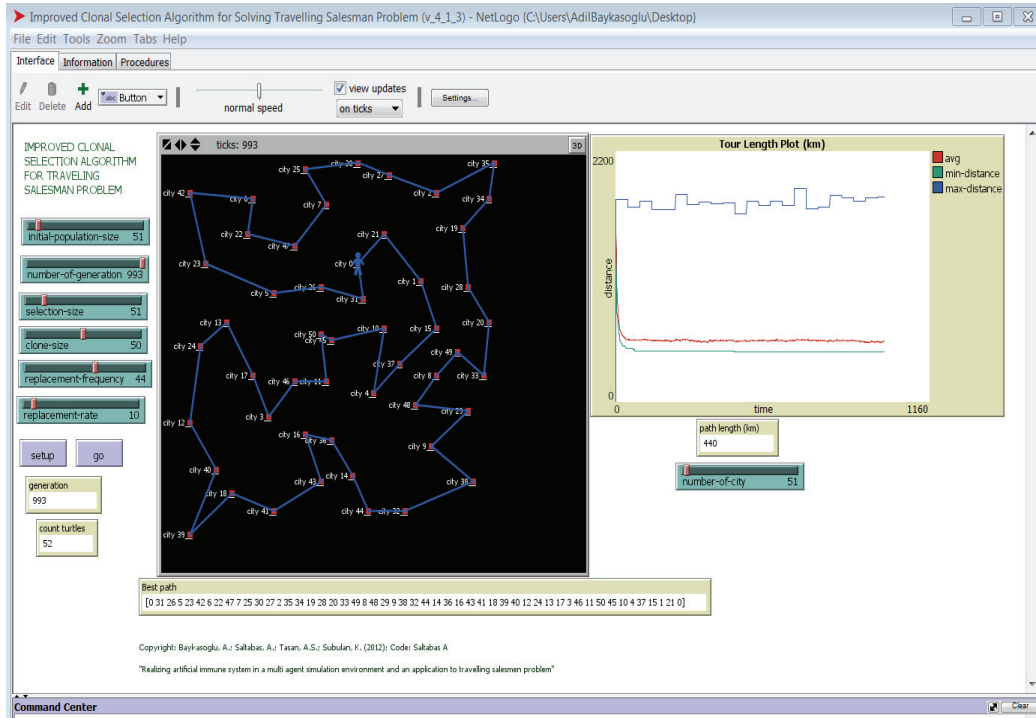 Improved Clonal Selection Algorithm for Solving Travelling Salesman Problem (v_4_1_3) - NetLogo {C:\Users\AdilBaykasoglu\Desktop}
File Edit Tools Zoom Tabs Help
Interface Information Procedures
Edit Delete Add
abc Button
normal speed
view updates
on ticks
Settings...
IMPROVED CLONAL
SELECTION ALGORITHM
FOR TRAVELING
SALESMAN PROBLEM
initial-population-size 51
number-of-generation 993
selection-size 51
clone-size 50
replacement-frequency 44
replacement-rate 10
setup go
generation
993
count turtles
52
ticks: 993
3D
city 25
city 30
city 27
city 35
city 42
city 6
city 7
city 2
city 34
city 22
city 47
city 21
city 19
city 23
city 0
city 5
city 26
city 31
city 1
city 28
city 13
city 50
city 45
city 10
city 15
city 20
city 24
city 49
city 17
city 46
city 11
city 37
city 8
city 33
city 3
city 4
city 48
city 29
city 12
city 16
city 36
city 9
city 40
city 43
city 14
city 38
city 18
city 41
city 44
city 32
city 39
Tour Length Plot (km)
2200
distance
0
0 time 1160
avg
min-distance
max-distance
path length (km)
440
number-of-city 51
Best path
[0 31 26 5 23 42 6 22 47 7 25 30 27 2 35 34 19 28 20 33 49 8 48 29 9 38 32 44 14 36 16 43 41 18 39 40 12 24 13 17 3 46 11 50 45 10 4 37 15 1 21 0]
Copyright: Baykasoglu, A.; Saltabas, A.; Tasan, A.S.; Subulan, K. (2012); Code: Saltabas A
"Realizing artificial immune system in a multi agent simulation environment and an application to travelling salesmen problem"
Command Center
Clear